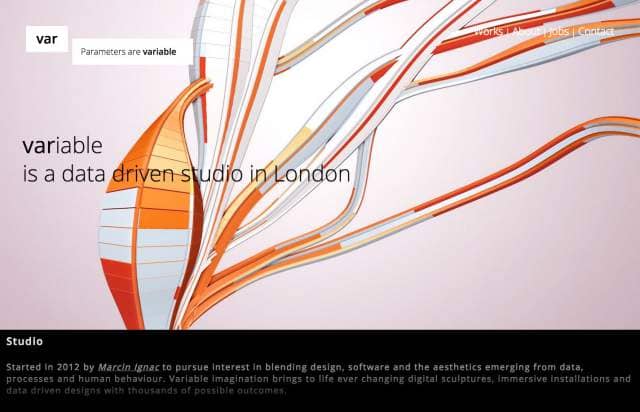 var
Works | About | Jobs | Contact
Parameters are variable
variable
is a data driven studio in London
Studio
Started in 2012 by Marcin Ignac to pursue interest in blending design, software and the aesthetics emerging from data,
processes and human behaviour. Variable imagination brings to life ever changing digital sculptures, immersive installations and
data driven designs with thousands of possible outcomes.